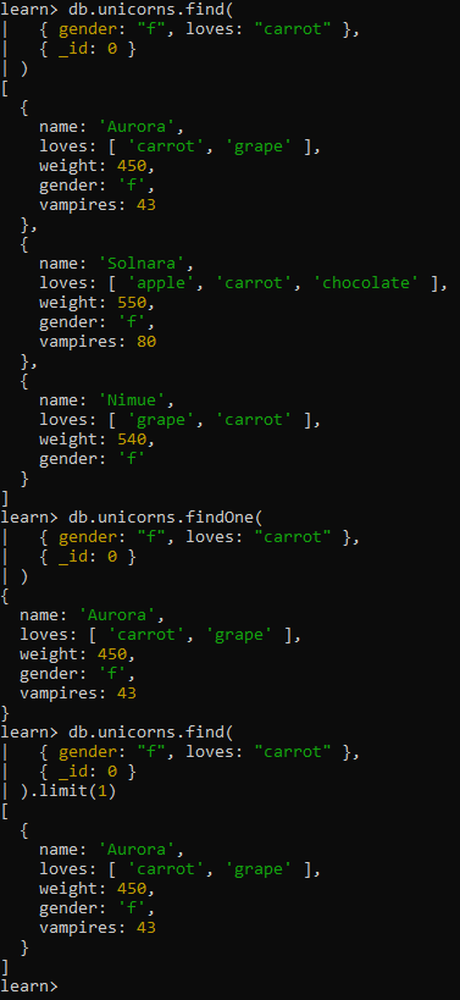 learn> db.unicorns.find(
|   { gender: "f", loves: "carrot" },
|   { _id: 0 }
| )
[
  {
    name: 'Aurora',
    loves: [ 'carrot', 'grape' ],
    weight: 450,
    gender: 'f',
    vampires: 43
  },
  {
    name: 'Solnara',
    loves: [ 'apple', 'carrot', 'chocolate' ],
    weight: 550,
    gender: 'f',
    vampires: 80
  },
  {
    name: 'Nimue',
    loves: [ 'grape', 'carrot' ],
    weight: 540,
    gender: 'f'
  }
]
learn> db.unicorns.findOne(
|   { gender: "f", loves: "carrot" },
|   { _id: 0 }
| )
{
  name: 'Aurora',
  loves: [ 'carrot', 'grape' ],
  weight: 450,
  gender: 'f',
  vampires: 43
}
learn> db.unicorns.find(
|   { gender: "f", loves: "carrot" },
|   { _id: 0 }
| ).limit(1)
[
  {
    name: 'Aurora',
    loves: [ 'carrot', 'grape' ],
    weight: 450,
    gender: 'f',
    vampires: 43
  }
]
learn>